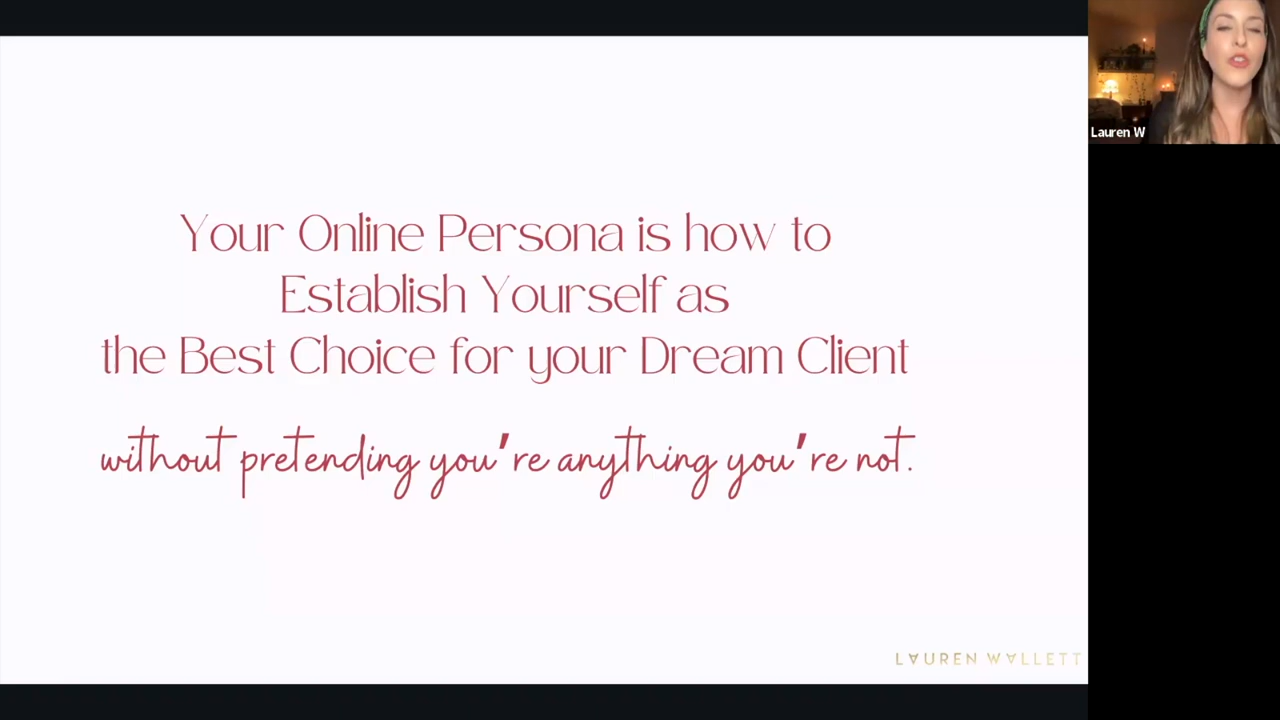 Your Online Persona is how to
Establish Yourself as
the Best Choice for your Dream Client
without pretending you're anything you're not.
LAUREN WALLETT
Lauren W